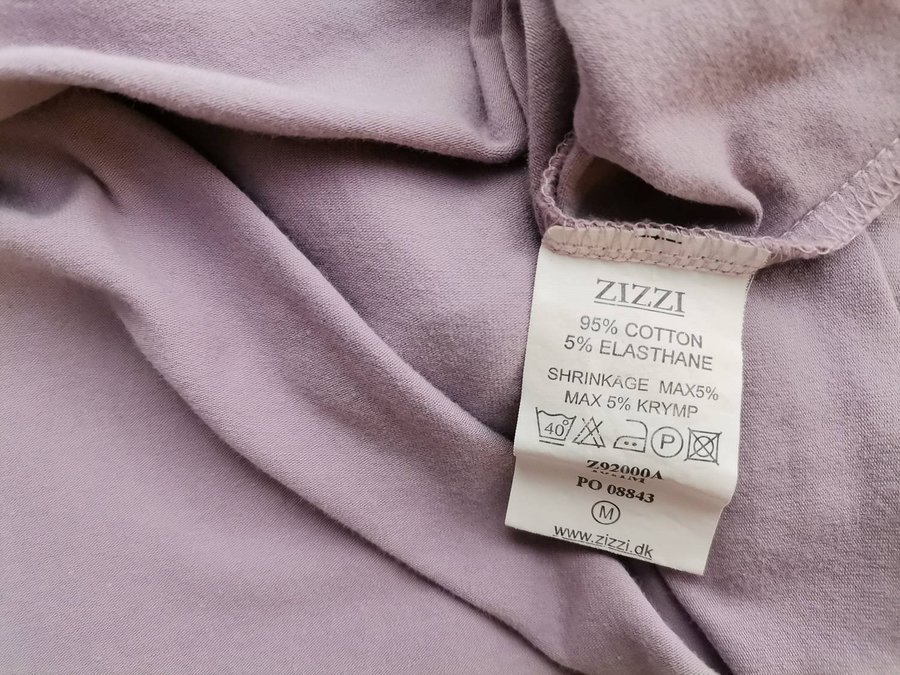 ZIZZI
95% COTTON
5% ELASTHANE
SHRINKAGE MAX5%
MAX 5% KRYMP
40° P
Z92000A
PO 08843
M
www.zizzi.dk